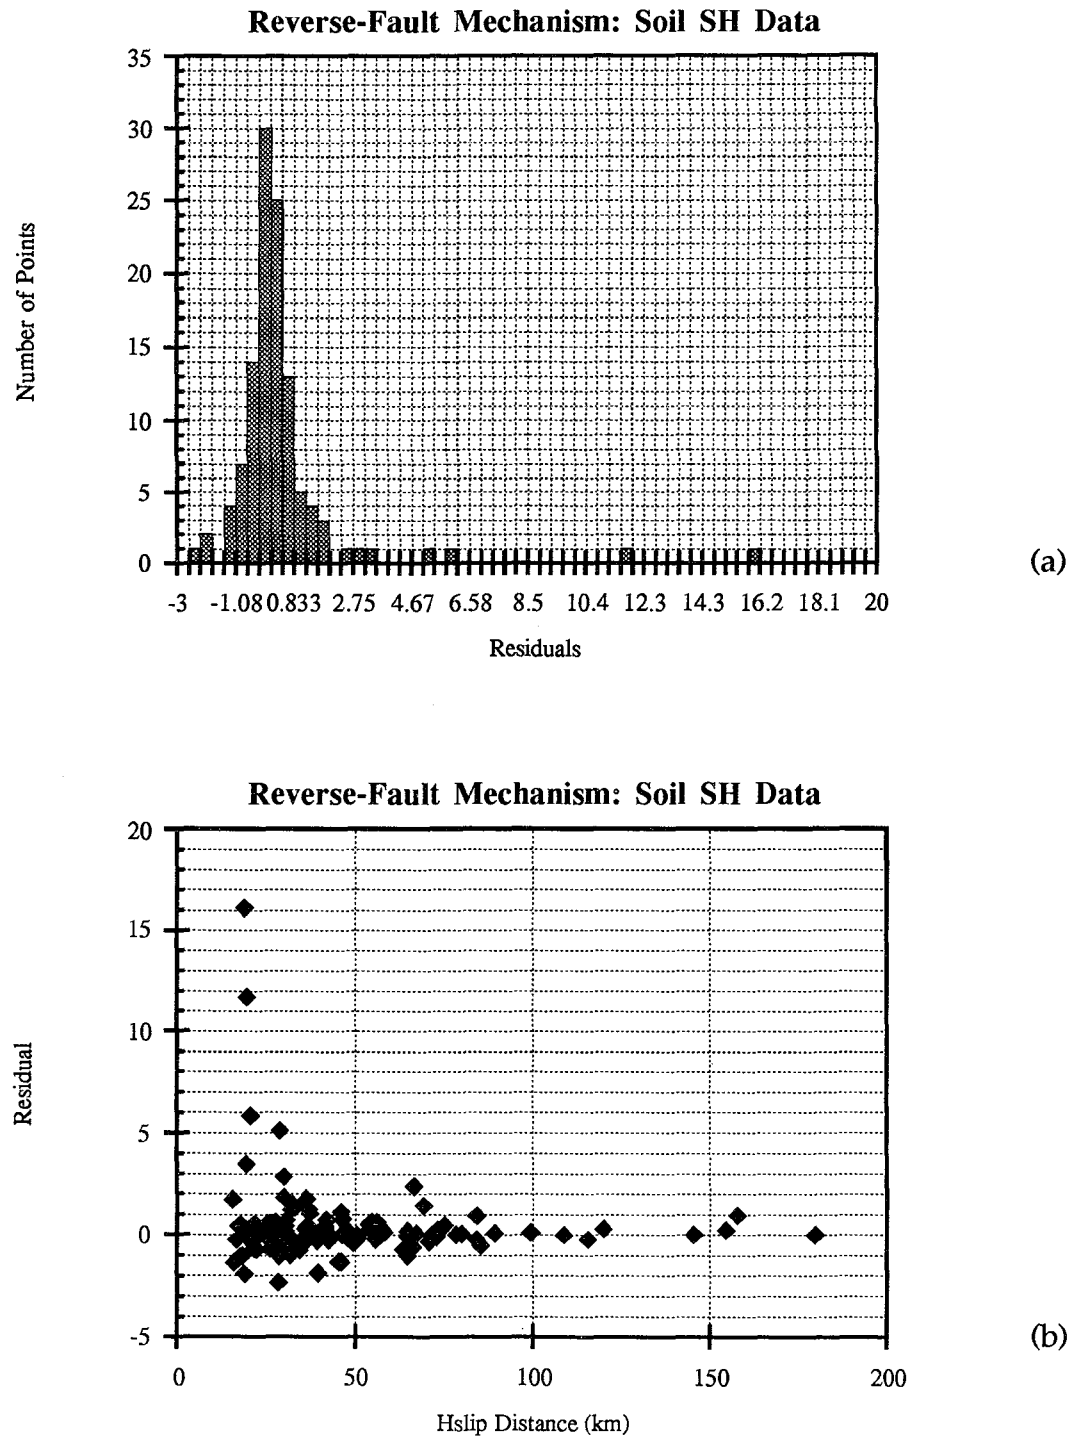 Reverse-Fault Mechanism: Soil SH Data
35
30
25
20
15
10
5
0
-3 -1.08 0.833 2.75 4.67 6.58 8.5 10.4 12.3 14.3 16.2 18.1 20
Number of Points
Residuals
(a)
Reverse-Fault Mechanism: Soil SH Data
20
15
10
5
0
-5
0 50 100 150 200
Residual
Hslip Distance (km)
(b)